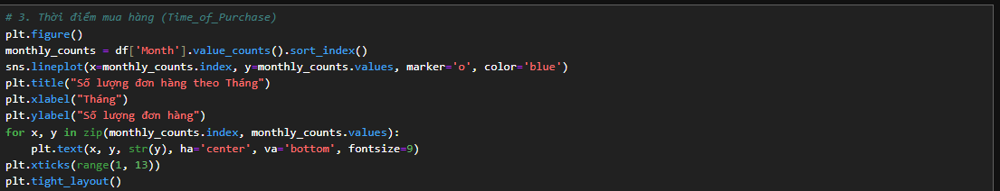 # 3. Thời điểm mua hàng (Time_of_Purchase)
plt.figure()
monthly_counts = df['Month'].value_counts().sort_index()
sns.lineplot(x=monthly_counts.index, y=monthly_counts.values, marker='o', color='blue')
plt.title("Số lượng đơn hàng theo Tháng")
plt.xlabel("Tháng")
plt.ylabel("Số lượng đơn hàng")
for x, y in zip(monthly_counts.index, monthly_counts.values):
    plt.text(x, y, str(y), ha='center', va='bottom', fontsize=9)
plt.xticks(range(1, 13))
plt.tight_layout()